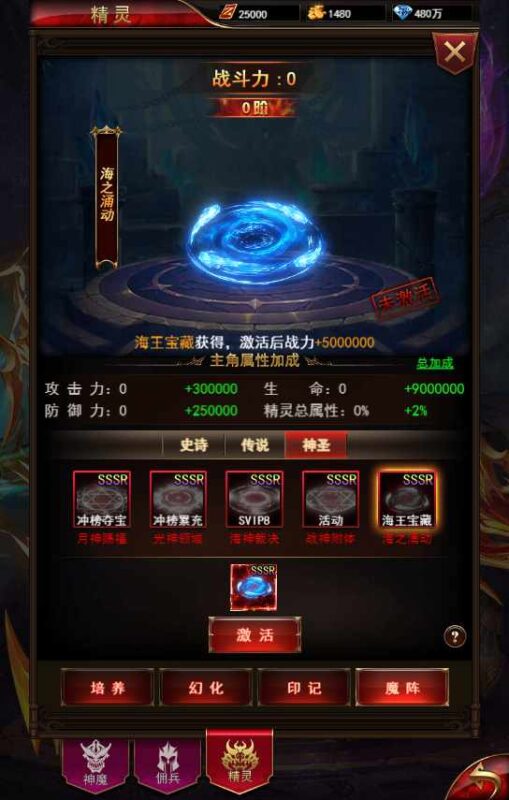 精灵
25000
1480
480万
战斗力：0
0阶
海之涌动
未激活
海王宝藏获得，激活后战力+5000000
主角属性加成
总加成
攻击力：0 +300000 生命：0 +9000000
防御力：0 +250000 精灵总属性：0% +2%
史诗 传说 神圣
SSSR SSSR SSSR SSSR SSSR
冲榜夺宝 冲榜累充 SVIP8 活动 海王宝藏
月神赐福 光神领域 海神裁决 战神附体 海之涌动
SSSR
激活
?
培养 幻化 印记 魔阵
神魔 佣兵 精灵